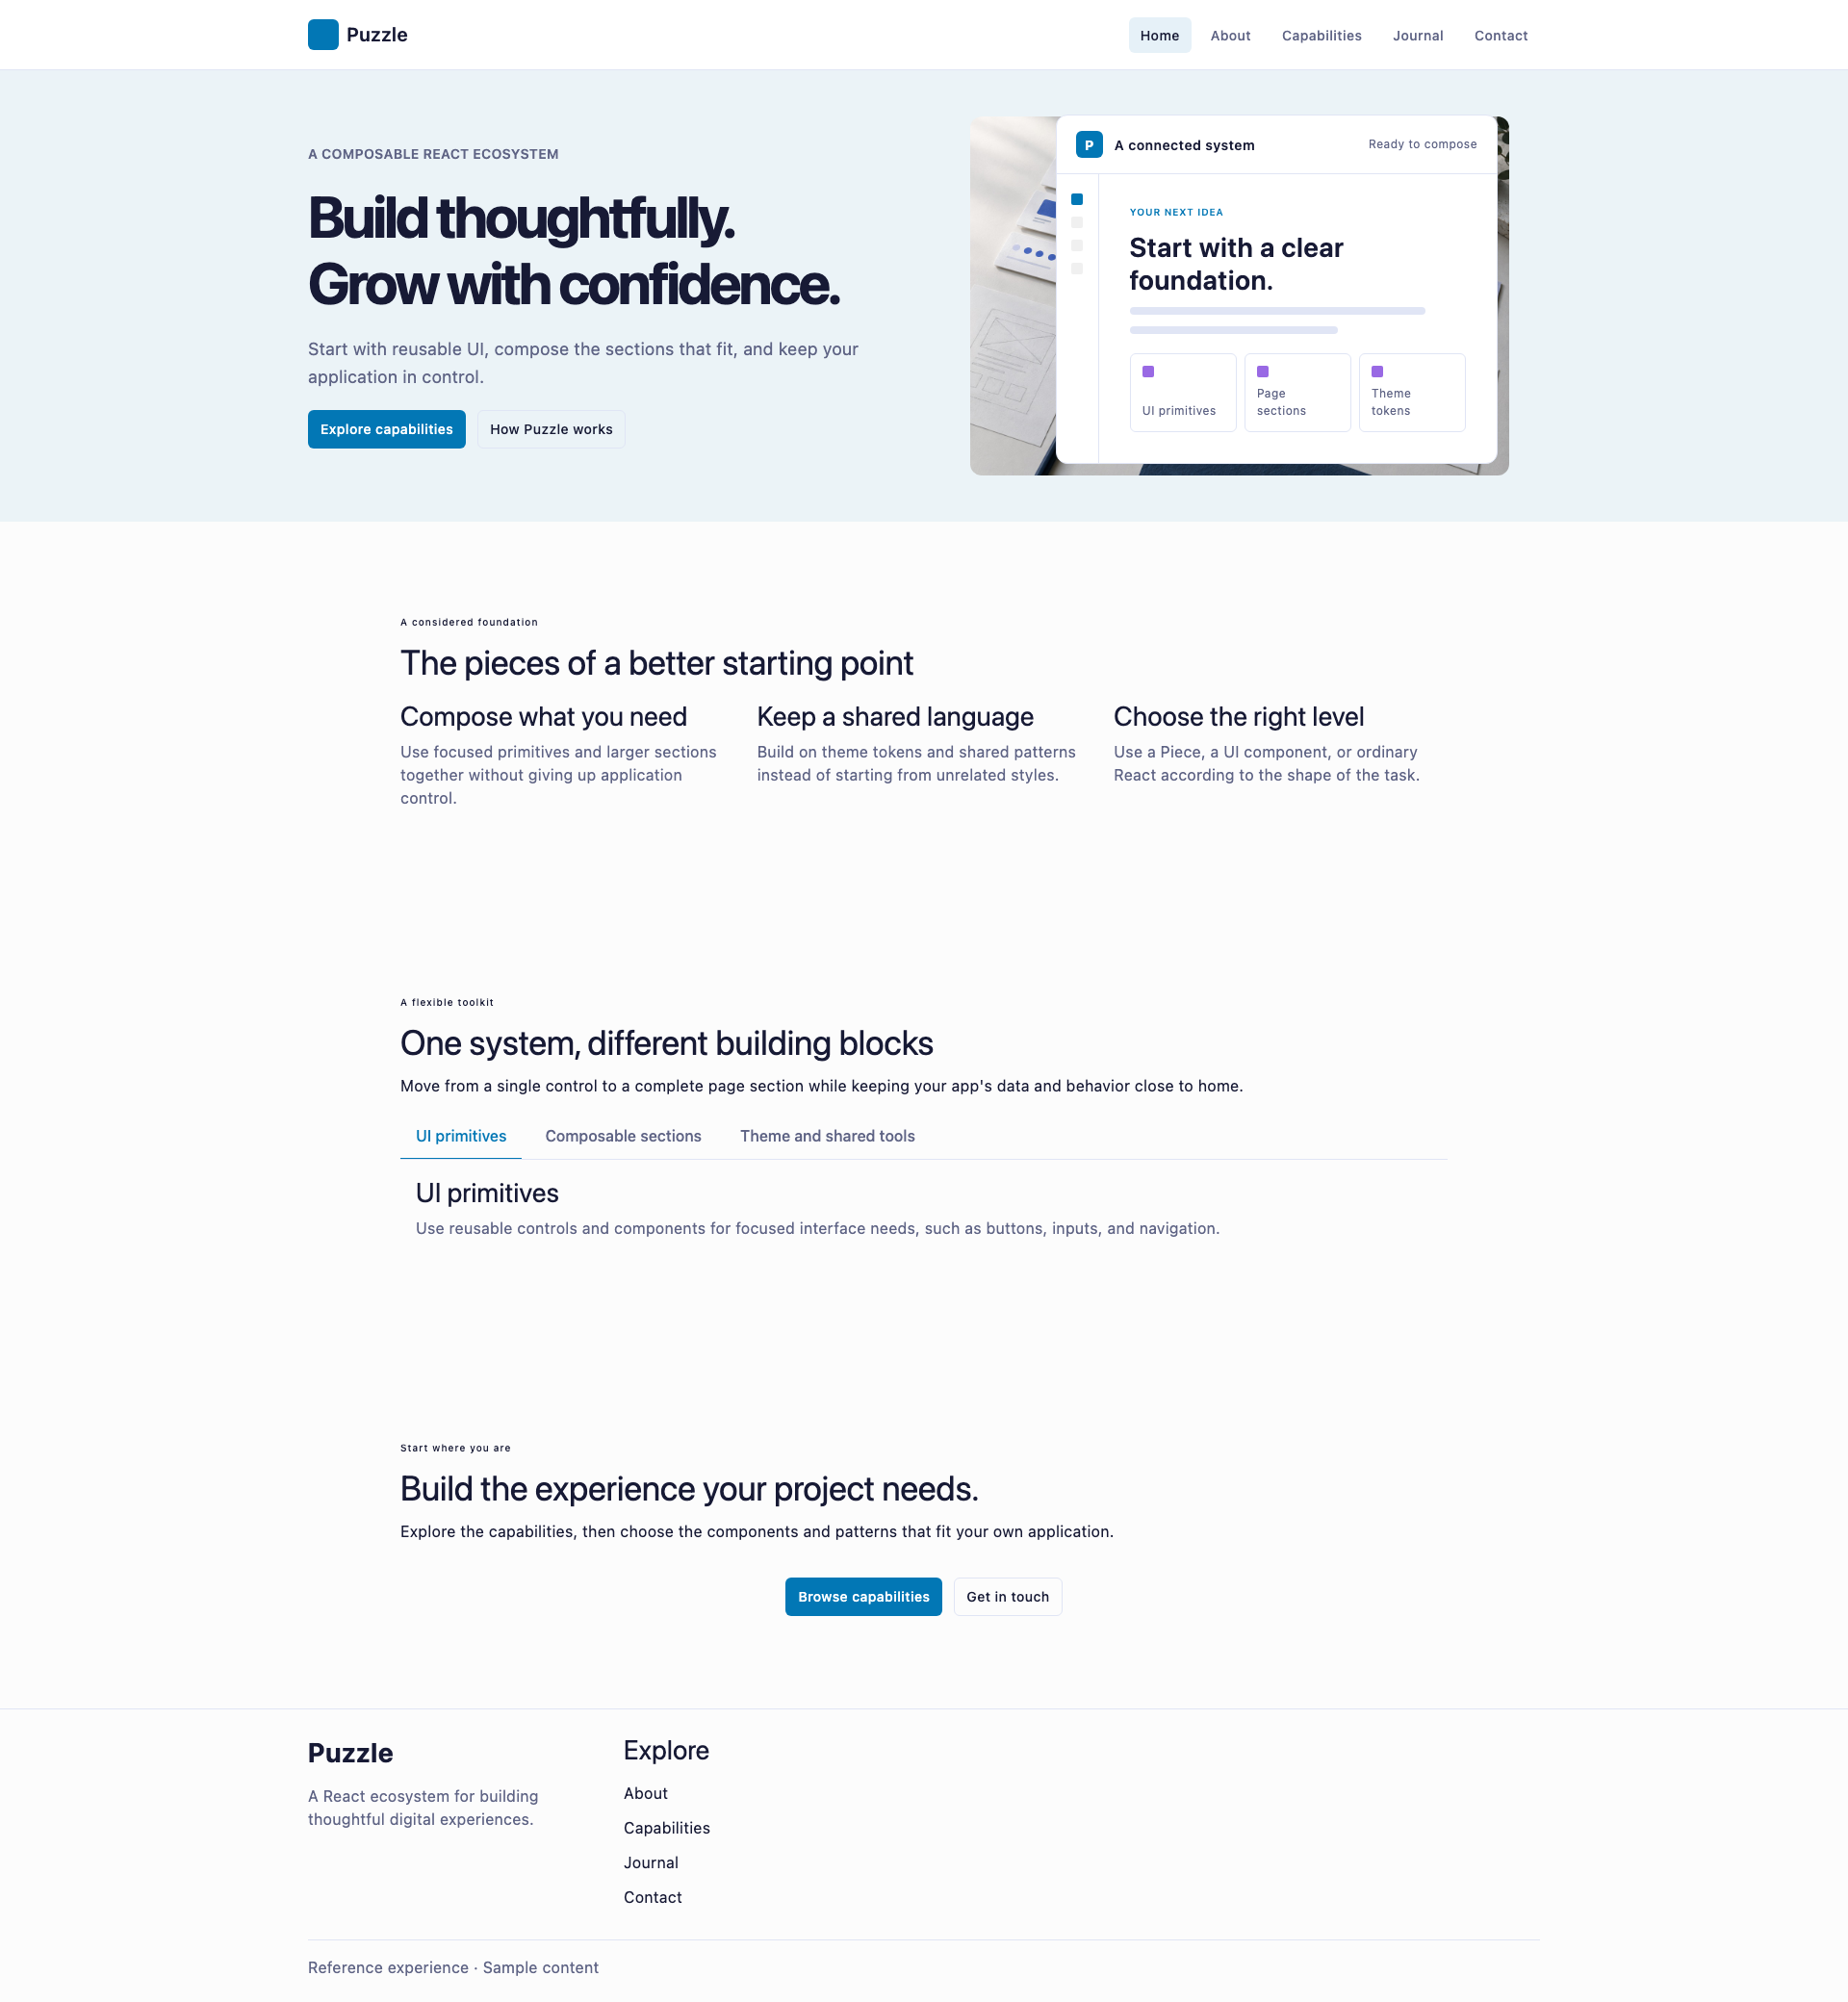 Puzzle
Home
About
Capabilities
Journal
Contact
A COMPOSABLE REACT ECOSYSTEM
Build thoughtfully.
Grow with confidence.
Start with reusable UI, compose the sections that fit, and keep your
application in control.
Explore capabilities
How Puzzle works
P
A connected system
Ready to compose
YOUR NEXT IDEA
Start with a clear
foundation.
UI primitives
Page
sections
Theme
tokens
A considered foundation
The pieces of a better starting point
Compose what you need
Use focused primitives and larger sections
together without giving up application
control.
Keep a shared language
Build on theme tokens and shared patterns
instead of starting from unrelated styles.
Choose the right level
Use a Piece, a UI component, or ordinary
React according to the shape of the task.
A flexible toolkit
One system, different building blocks
Move from a single control to a complete page section while keeping your app's data and behavior close to home.
UI primitives
Composable sections
Theme and shared tools
UI primitives
Use reusable controls and components for focused interface needs, such as buttons, inputs, and navigation.
Start where you are
Build the experience your project needs.
Explore the capabilities, then choose the components and patterns that fit your own application.
Browse capabilities
Get in touch
Puzzle
A React ecosystem for building
thoughtful digital experiences.
Explore
About
Capabilities
Journal
Contact
Reference experience · Sample content